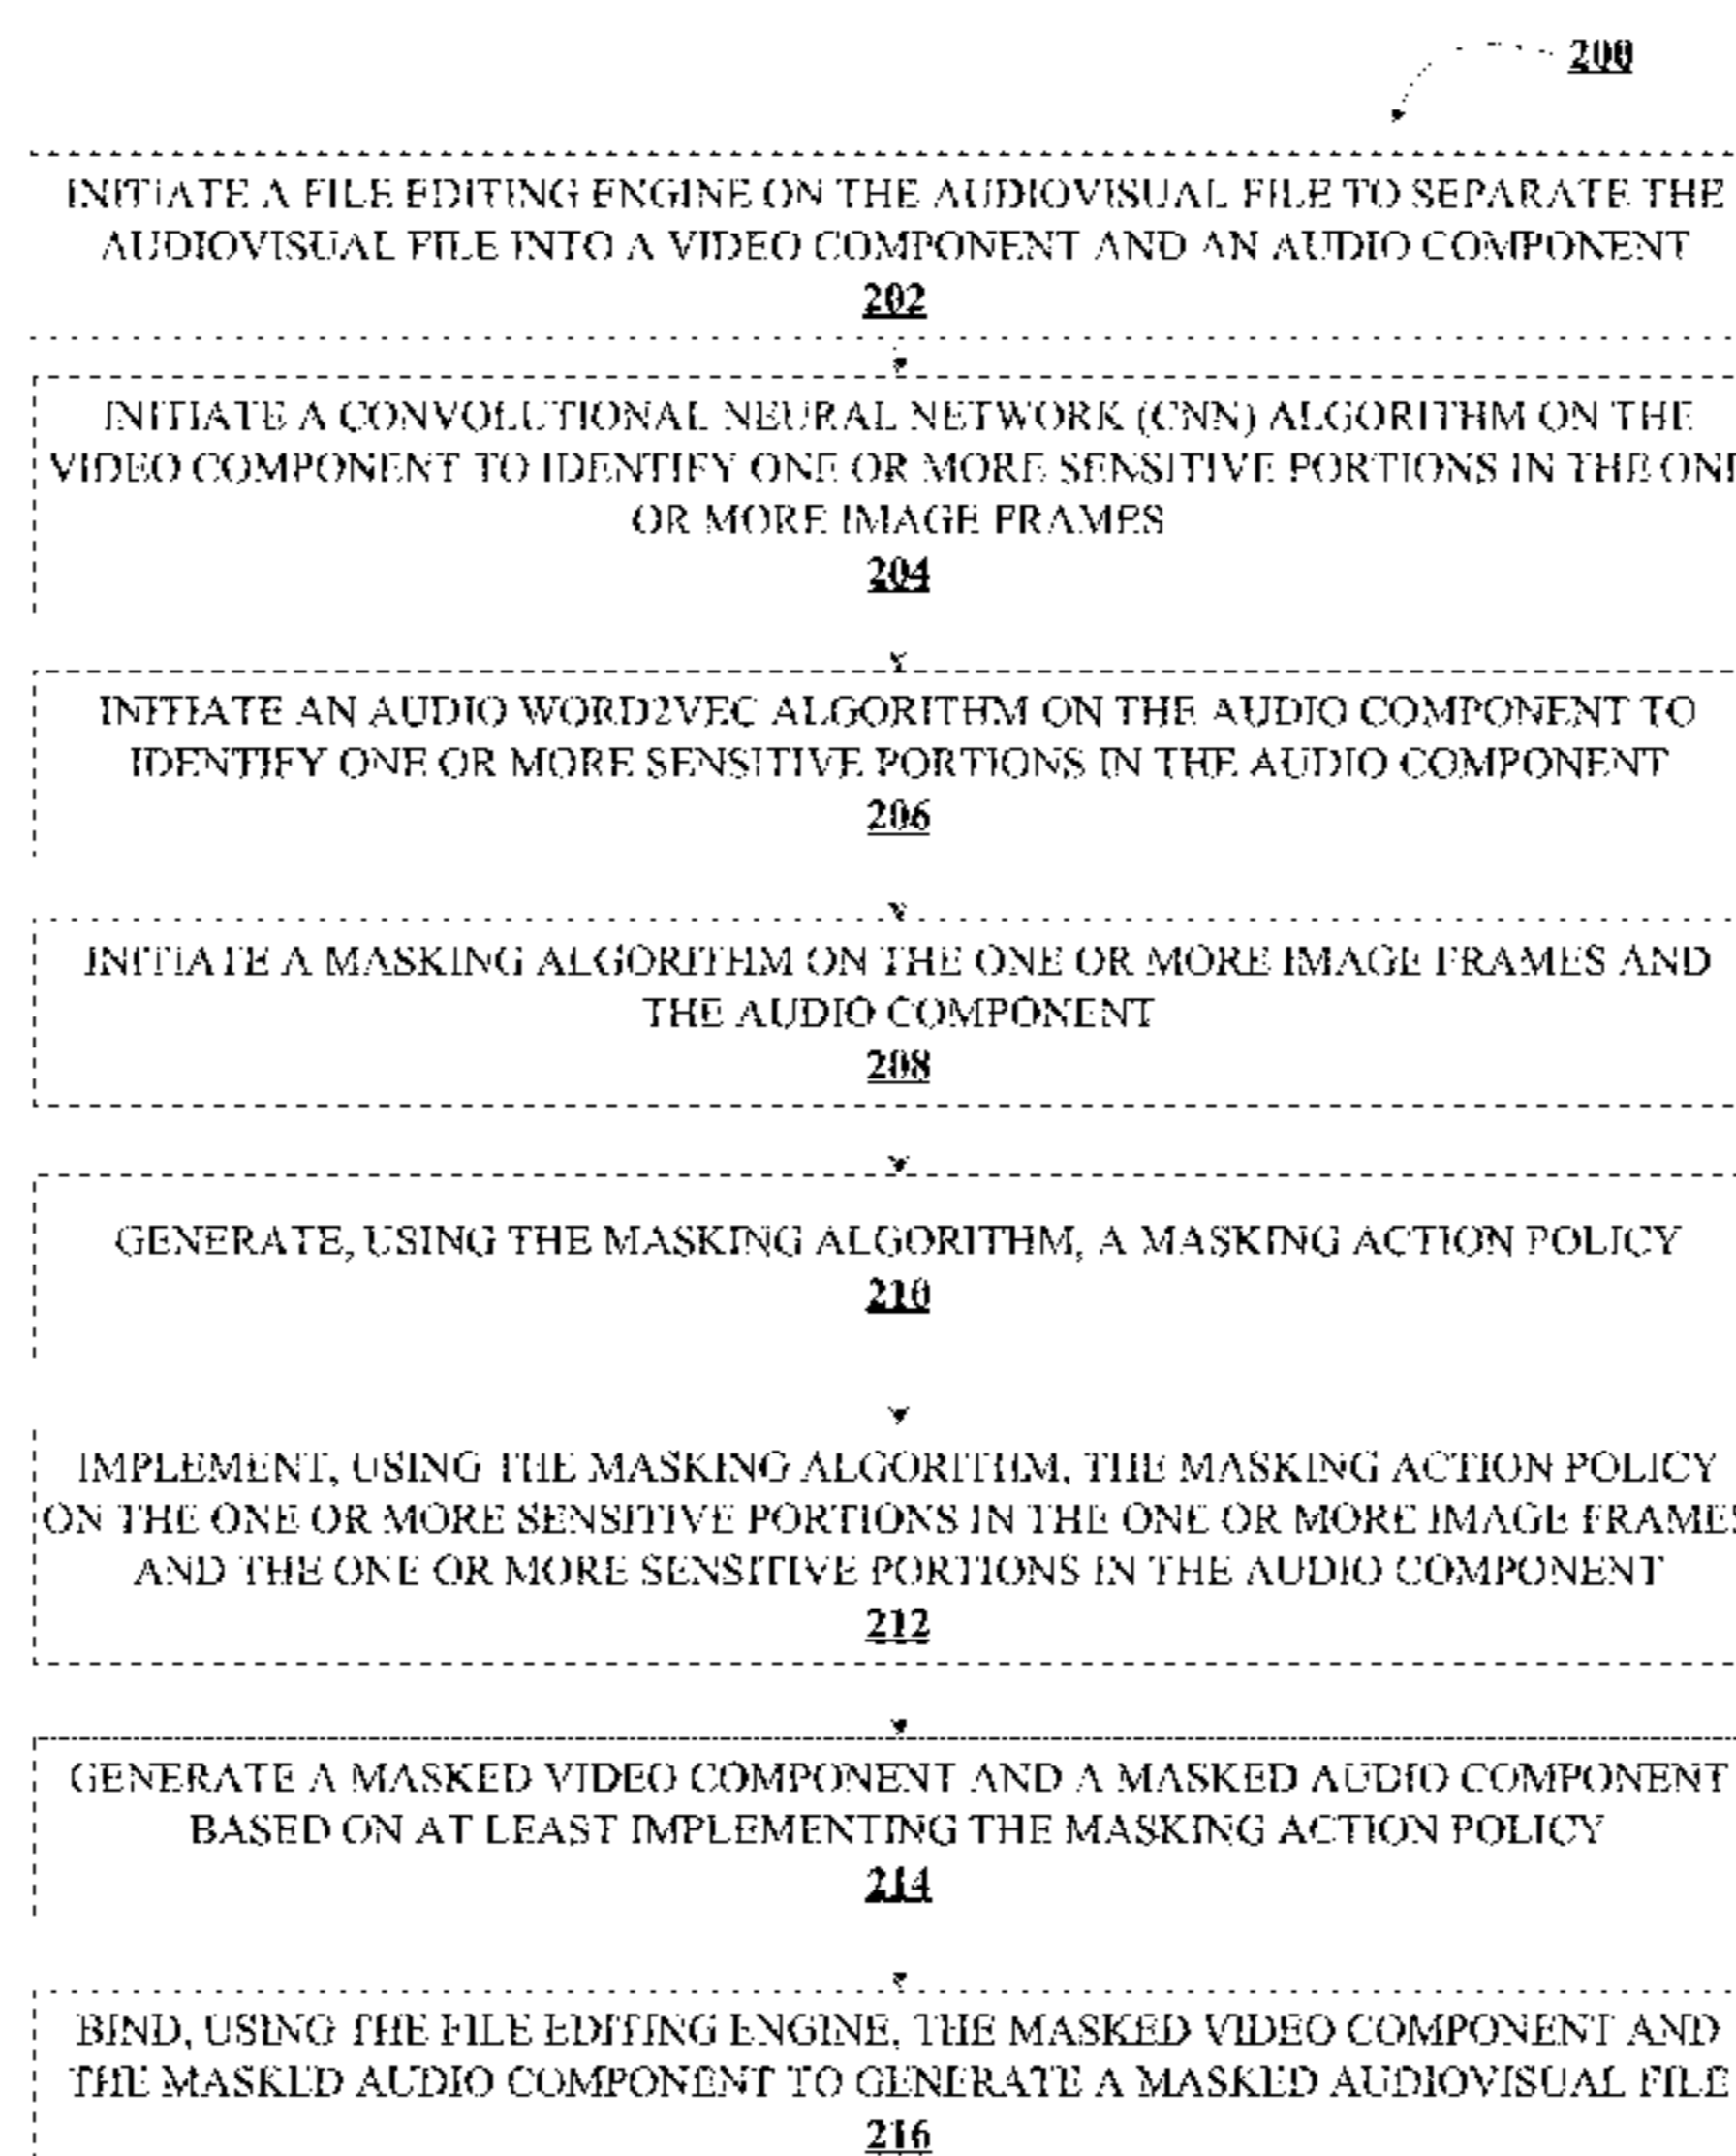 200
INITIATE A FILE EDITING ENGINE ON THE AUDIOVISUAL FILE TO SEPARATE THE
AUDIOVISUAL FILE INTO A VIDEO COMPONENT AND AN AUDIO COMPONENT
202
INITIATE A CONVOLUTIONAL NEURAL NETWORK (CNN) ALGORITHM ON THE
VIDEO COMPONENT TO IDENTIFY ONE OR MORE SENSITIVE PORTIONS IN THE ONE
OR MORE IMAGE FRAMES
204
INITIATE AN AUDIO WORD2VEC ALGORITHM ON THE AUDIO COMPONENT TO
IDENTIFY ONE OR MORE SENSITIVE PORTIONS IN THE AUDIO COMPONENT
206
INITIATE A MASKING ALGORITHM ON THE ONE OR MORE IMAGE FRAMES AND
THE AUDIO COMPONENT
208
GENERATE, USING THE MASKING ALGORITHM, A MASKING ACTION POLICY
210
IMPLEMENT, USING THE MASKING ALGORITHM, THE MASKING ACTION POLICY
ON THE ONE OR MORE SENSITIVE PORTIONS IN THE ONE OR MORE IMAGE FRAMES
AND THE ONE OR MORE SENSITIVE PORTIONS IN THE AUDIO COMPONENT
212
GENERATE A MASKED VIDEO COMPONENT AND A MASKED AUDIO COMPONENT
BASED ON AT LEAST IMPLEMENTING THE MASKING ACTION POLICY
214
BIND, USING THE FILE EDITING ENGINE, THE MASKED VIDEO COMPONENT AND
THE MASKED AUDIO COMPONENT TO GENERATE A MASKED AUDIOVISUAL FILE
216